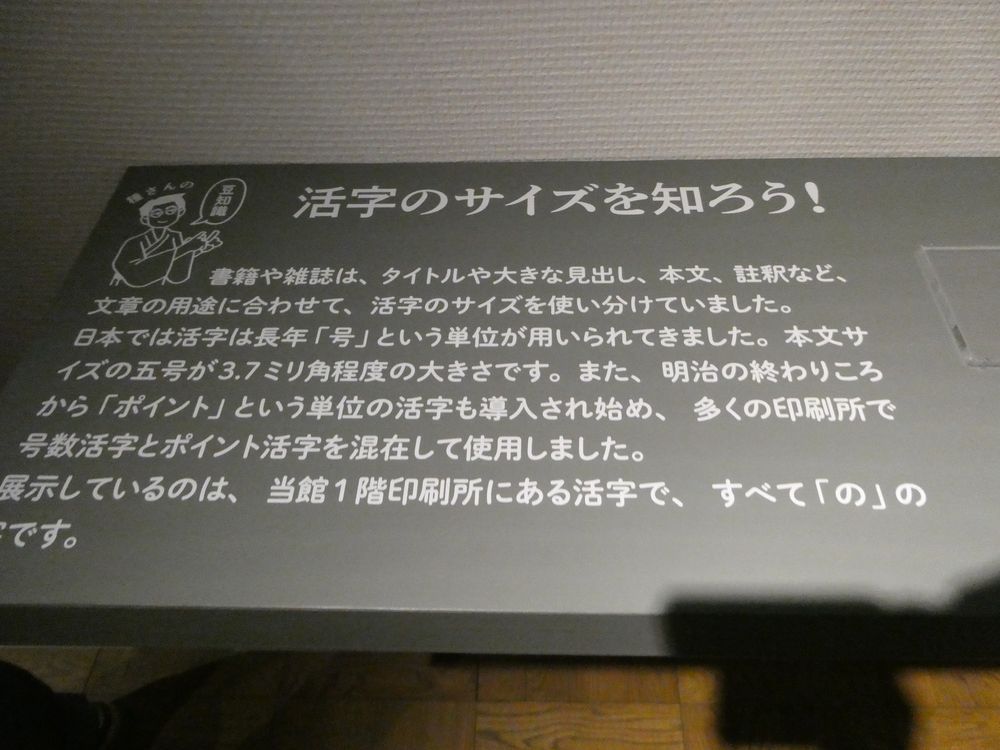 さんの
豆知識
活字のサイズを知ろう！
書籍や雑誌は、タイトルや大きな見出し、本文、註釈など、
文章の用途に合わせて、活字のサイズを使い分けていました。
日本では活字は長年「号」という単位が用いられてきました。本文サ
イズの五号が3.7ミリ角程度の大きさです。また、明治の終わりころ
から「ポイント」という単位の活字も導入され始め、多くの印刷所で
号数活字とポイント活字を混在して使用しました。
展示しているのは、当館1階印刷所にある活字で、すべて「の」の
です。